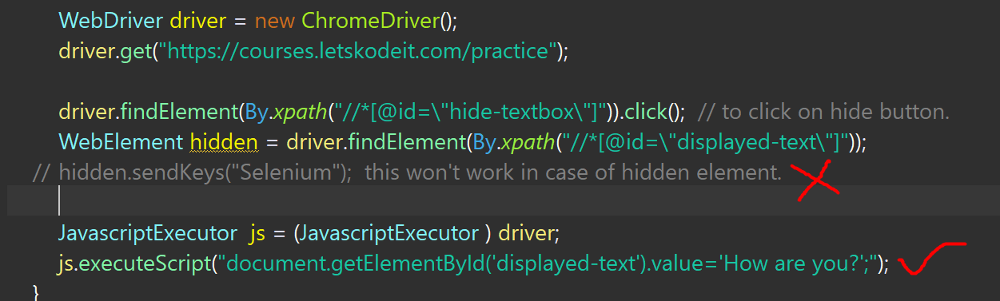 WebDriver driver = new ChromeDriver();
driver.get("https://courses.letskodeit.com/practice");
driver.findElement(By.xpath("//*[@id=\"hide-textbox\"]")).click();  // to click on hide button.
WebElement hidden = driver.findElement(By.xpath("//*[@id=\"displayed-text\"]"));
// hidden.sendKeys("Selenium");  this won't work in case of hidden element.
JavascriptExecutor  js = (JavascriptExecutor ) driver;
js.executeScript("document.getElementById('displayed-text').value='How are you?';");
}